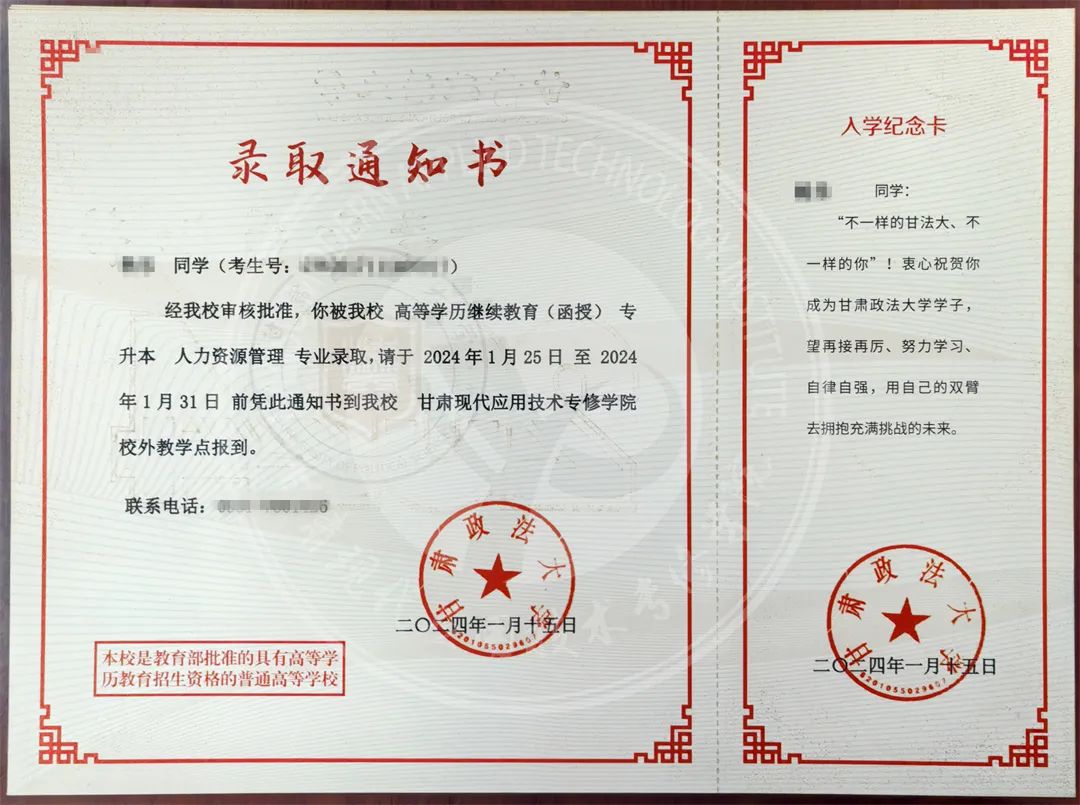 录取通知书
同学（考生号：）
经我校审核批准，你被我校 高等学历继续教育（函授） 专
升本 人力资源管理 专业录取，请于 2024年1月25日 至 2024
年1月31日 前凭此通知书到我校 甘肃现代应用技术专修学院
校外教学点报到。
联系电话：
甘肃政法大学
二〇二四年一月十五日
本校是教育部批准的具有高等学
历教育招生资格的普通高等学校
入学纪念卡
同学：
“不一样的甘法大、不
一样的你”！衷心祝贺你
成为甘肃政法大学学子，
望再接再厉、努力学习、
自律自强，用自己的双臂
去拥抱充满挑战的未来。
甘肃政法大学
二〇二四年一月十五日